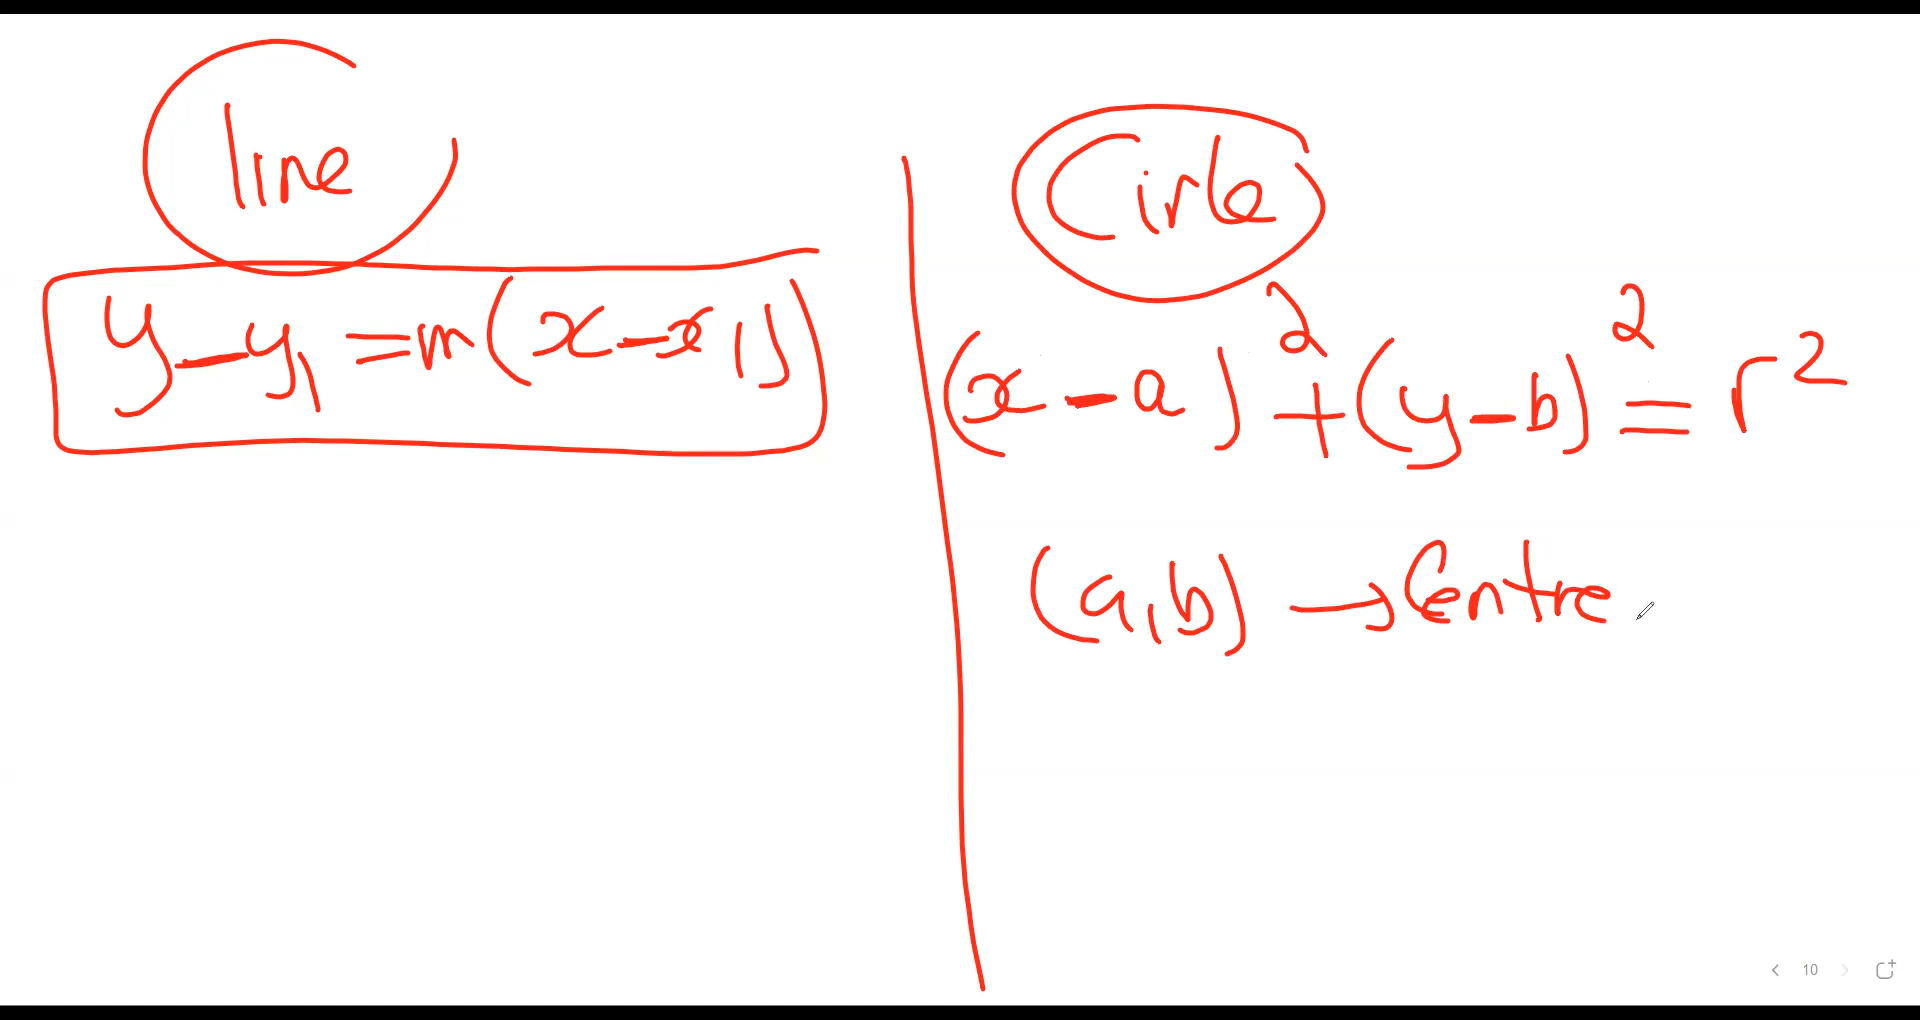 line
y-y₁ = m(x-x1)
Cirle
(x-a)² + (y-b)² = r²
(a,b) → Centre
10